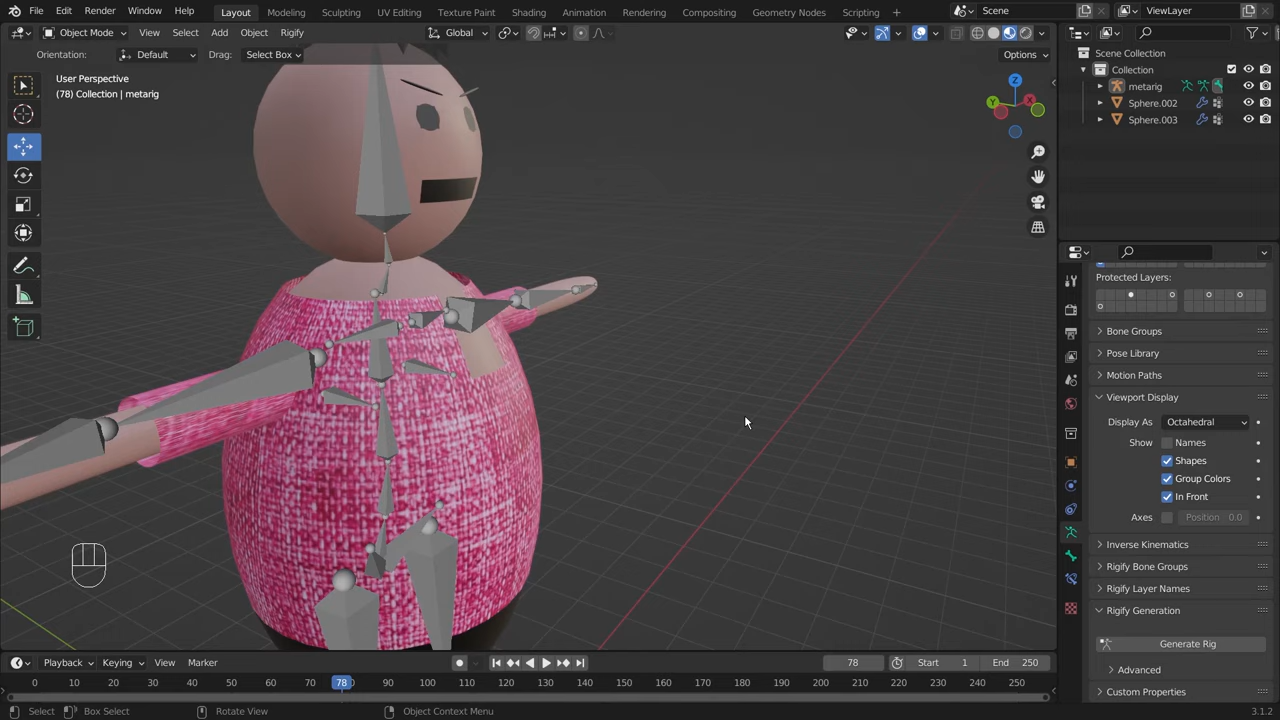 File Edit Render Window Help Layout Modeling Sculpting UV Editing Texture Paint Shading Animation Rendering Compositing Geometry Nodes Scripting + Scene ViewLayer
Object Mode View Select Add Object Rigify Global
Orientation: Default Drag: Select Box Options
User Perspective
(78) Collection | metarig
Z
Y
X
Scene Collection
Collection
metarig
Sphere.002
Sphere.003
Protected Layers:
Bone Groups
Pose Library
Motion Paths
Viewport Display
Display As Octahedral
Show Names
Shapes
Group Colors
In Front
Axes Position 0.0
Inverse Kinematics
Rigify Bone Groups
Rigify Layer Names
Rigify Generation
Generate Rig
Advanced
Custom Properties
Playback Keying View Marker 78 Start 1 End 250
0 10 20 30 40 50 60 70 78 90 100 110 120 130 140 150 160 170 180 190 200 210 220 230 240 250
Select Box Select Rotate View Object Context Menu 3.1.2